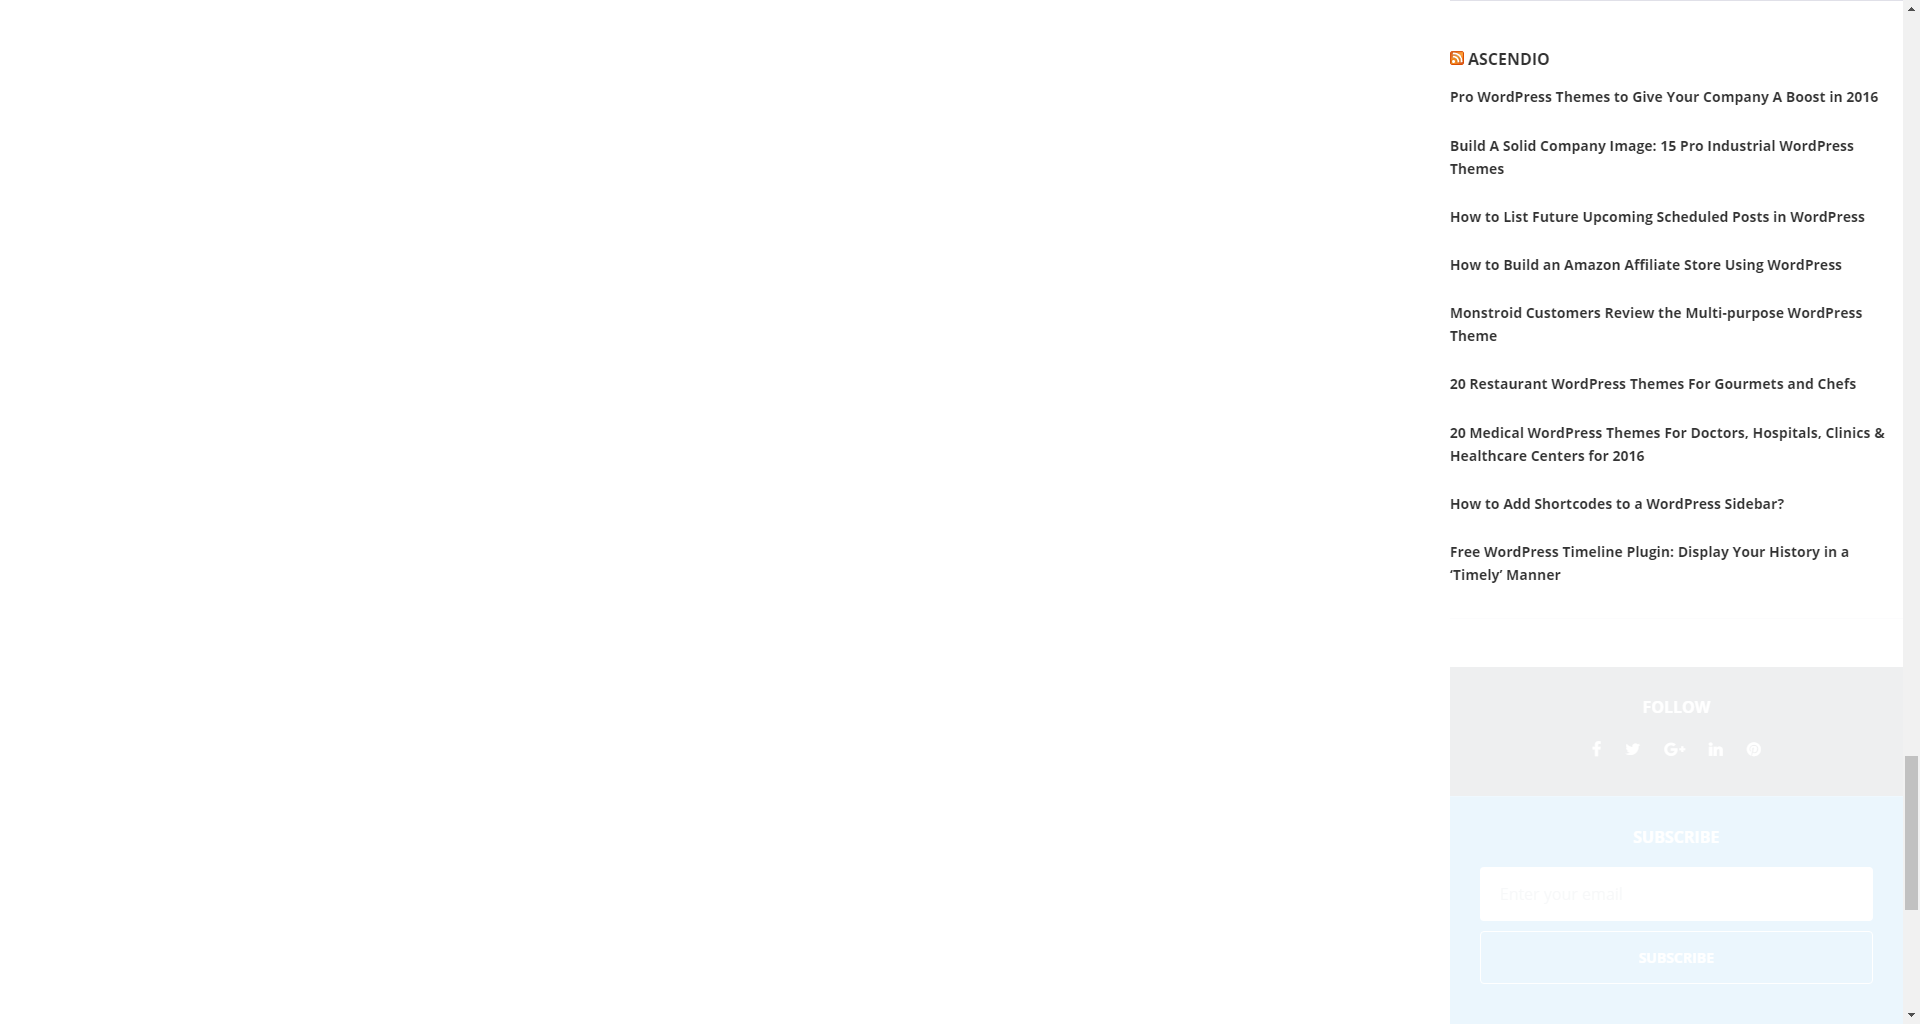 ASCENDIO
Pro WordPress Themes to Give Your Company A Boost in 2016
Build A Solid Company Image: 15 Pro Industrial WordPress
Themes
How to List Future Upcoming Scheduled Posts in WordPress
How to Build an Amazon Affiliate Store Using WordPress
Monstroid Customers Review the Multi-purpose WordPress
Theme
20 Restaurant WordPress Themes For Gourmets and Chefs
20 Medical WordPress Themes For Doctors, Hospitals, Clinics &
Healthcare Centers for 2016
How to Add Shortcodes to a WordPress Sidebar?
Free WordPress Timeline Plugin: Display Your History in a
‘Timely’ Manner
FOLLOW
SUBSCRIBE
Enter your email
SUBSCRIBE